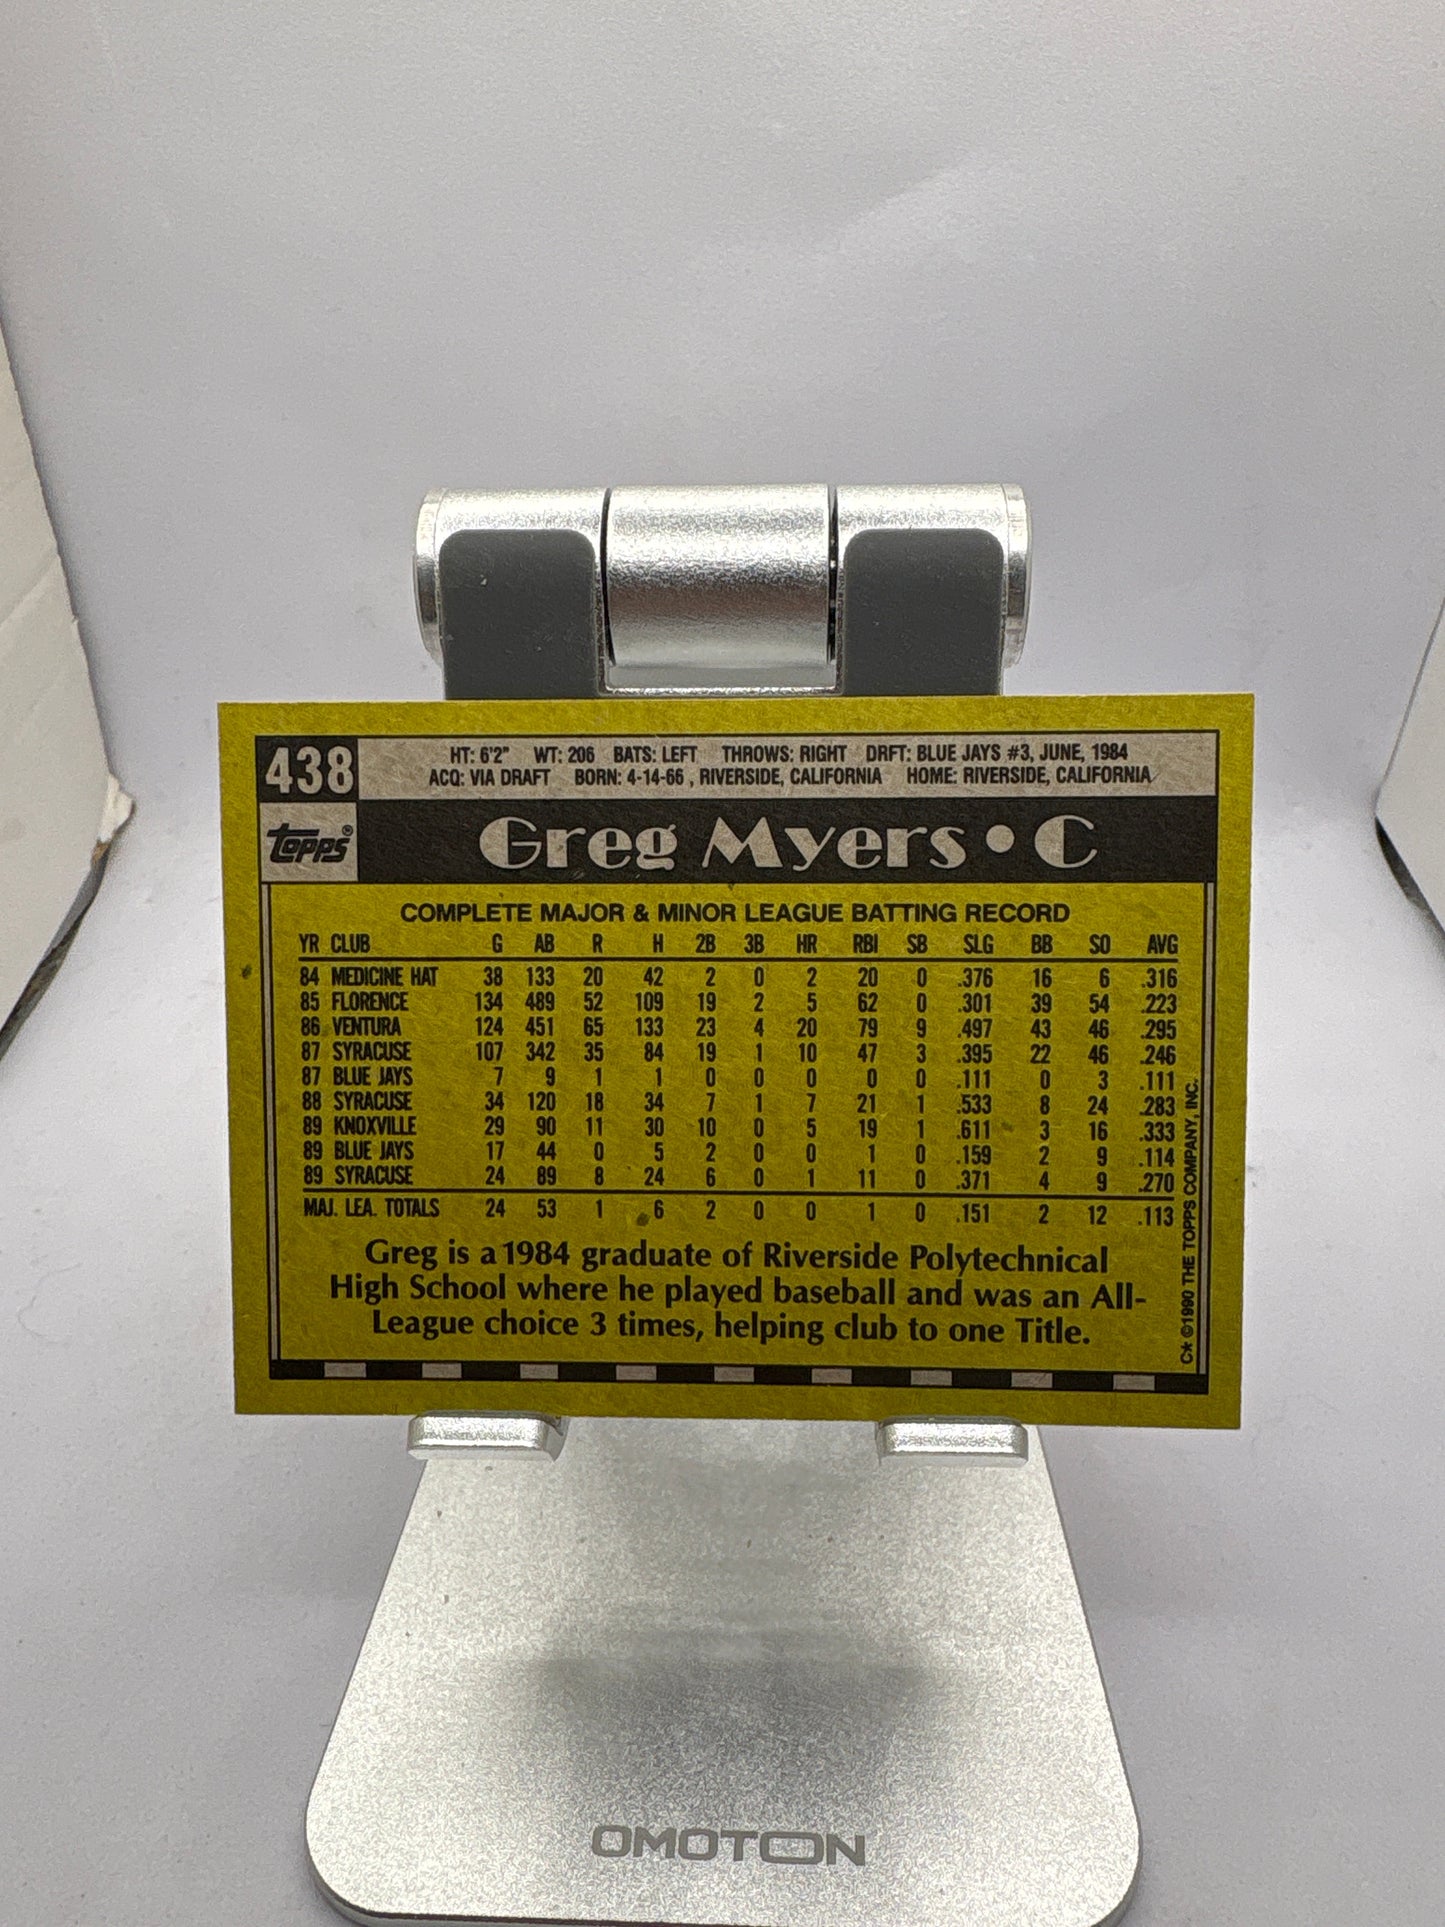 438
HT: 6'2" WT: 206 BATS: LEFT THROWS: RIGHT DRFT: BLUE JAYS #3, JUNE, 1984
ACQ: VIA DRAFT BORN: 4-14-66 , RIVERSIDE, CALIFORNIA HOME: RIVERSIDE, CALIFORNIA
topps®
Greg Myers • C
COMPLETE MAJOR & MINOR LEAGUE BATTING RECORD
YR CLUB G AB R H 2B 3B HR RBI SB SLG BB SO AVG
84 MEDICINE HAT 38 133 20 42 2 0 2 20 0 .376 16 6 .316
85 FLORENCE 134 489 52 109 19 2 5 62 0 .301 39 54 .223
86 VENTURA 124 451 65 133 23 4 20 79 9 .497 43 46 .295
87 SYRACUSE 107 342 35 84 19 1 10 47 3 .395 22 46 .246
87 BLUE JAYS 7 9 1 1 0 0 0 0 0 .111 0 3 .111
88 SYRACUSE 34 120 18 34 7 1 7 21 1 .533 8 24 .283
89 KNOXVILLE 29 90 11 30 10 0 5 19 1 .611 3 16 .333
89 BLUE JAYS 17 44 0 5 2 0 0 1 0 .159 2 9 .114
89 SYRACUSE 24 89 8 24 6 0 1 11 0 .371 4 9 .270
MAJ. LEA. TOTALS 24 53 1 6 2 0 0 1 0 .151 2 12 .113
Greg is a 1984 graduate of Riverside Polytechnical
High School where he played baseball and was an All-
League choice 3 times, helping club to one Title.
C* ©1990 THE TOPPS COMPANY, INC.
OMOTON